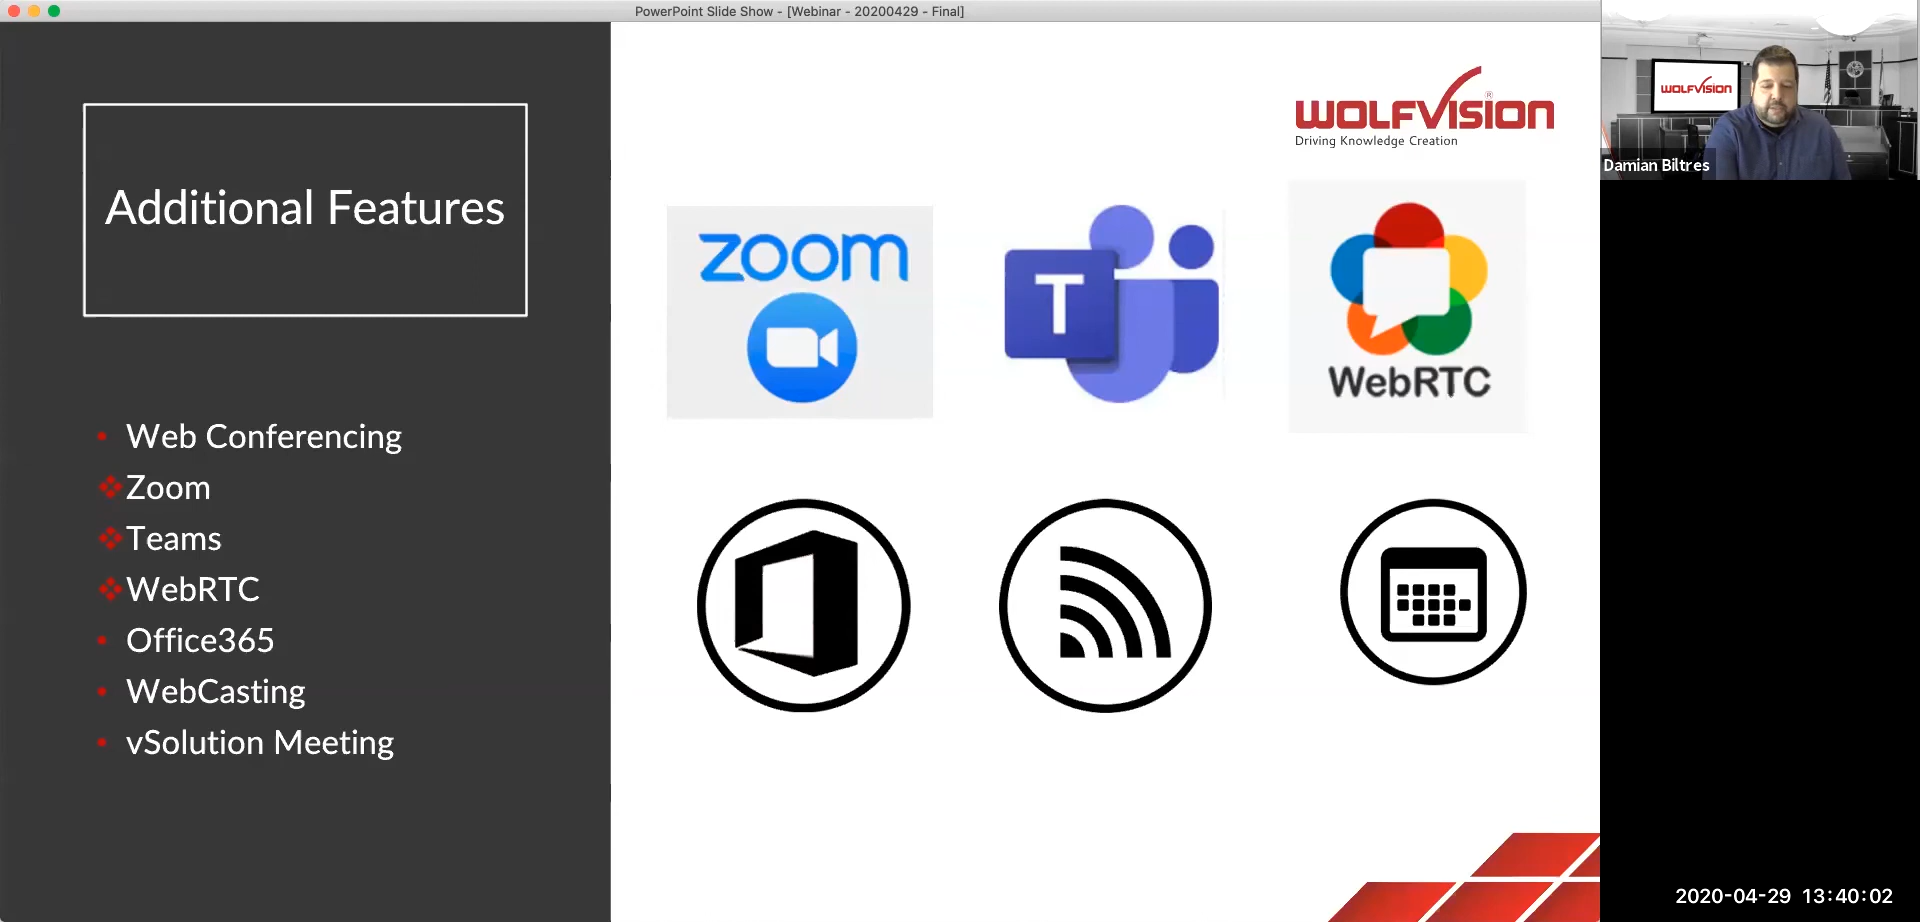 PowerPoint Slide Show - [Webinar - 20200429 - Final]
Additional Features
Web Conferencing
Zoom
Teams
WebRTC
Office365
WebCasting
vSolution Meeting
WOLFVISION®
Driving Knowledge Creation
zoom
T
WebRTC
WOLFVISION
Damian Biltres
2020-04-29 13:40:02